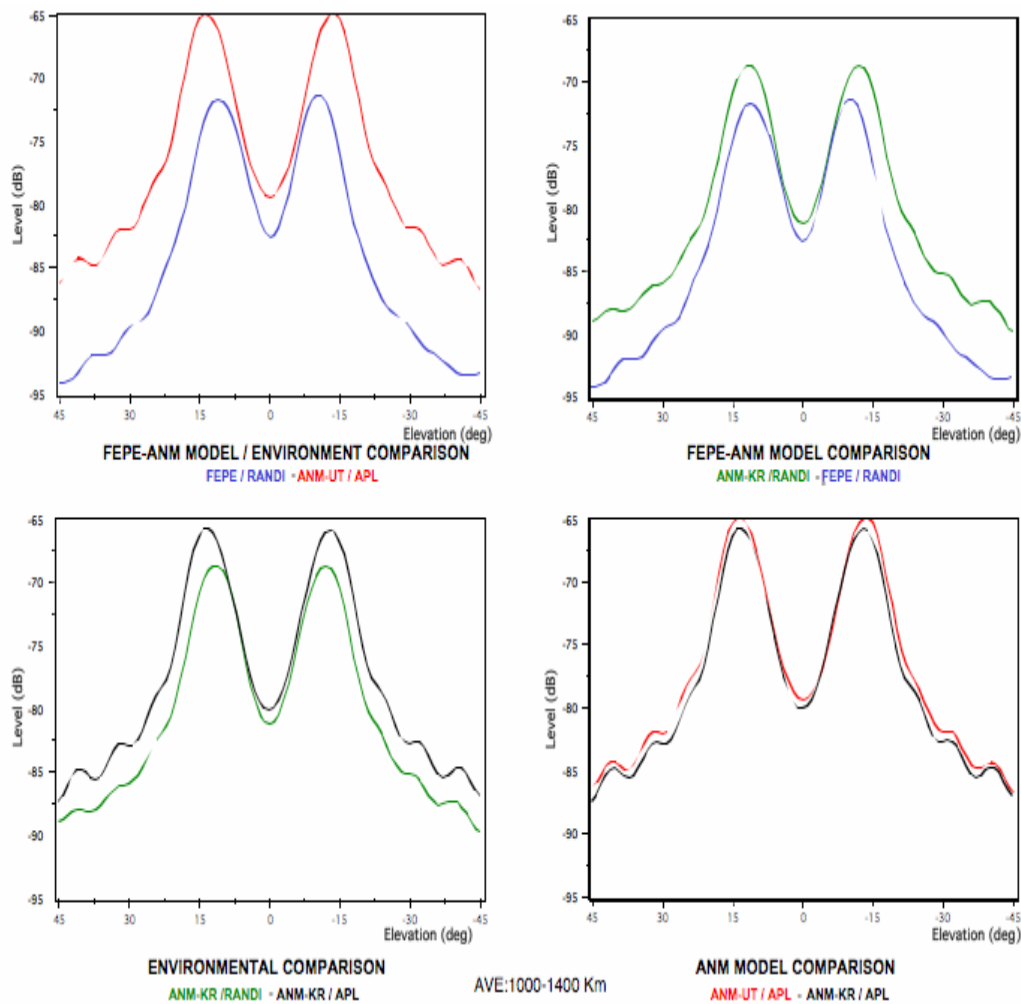 -65
-70
-75
-80
-85
-90
-95
Level (dB)
45 30 15 0 -15 -30 -45
Elevation (deg)
FEPE-ANM MODEL / ENVIRONMENT COMPARISON
FEPE / RANDI - ANM-UT / APL
-65
-70
-75
-80
-85
-90
-95
Level (dB)
45 30 15 0 -15 -30 -45
Elevation (deg)
FEPE-ANM MODEL COMPARISON
ANM-KR /RANDI - FEPE / RANDI
-65
-70
-75
-80
-85
-90
-95
Level (dB)
45 30 15 0 -15 -30 -45
Elevation (deg)
ENVIRONMENTAL COMPARISON
ANM-KR /RANDI - ANM-KR / APL
AVE:1000-1400 Km
-65
-70
-75
-80
-85
-90
-95
Level (dB)
45 30 15 0 -15 -30 -45
Elevation (deg)
ANM MODEL COMPARISON
ANM-UT / APL - ANM-KR / APL